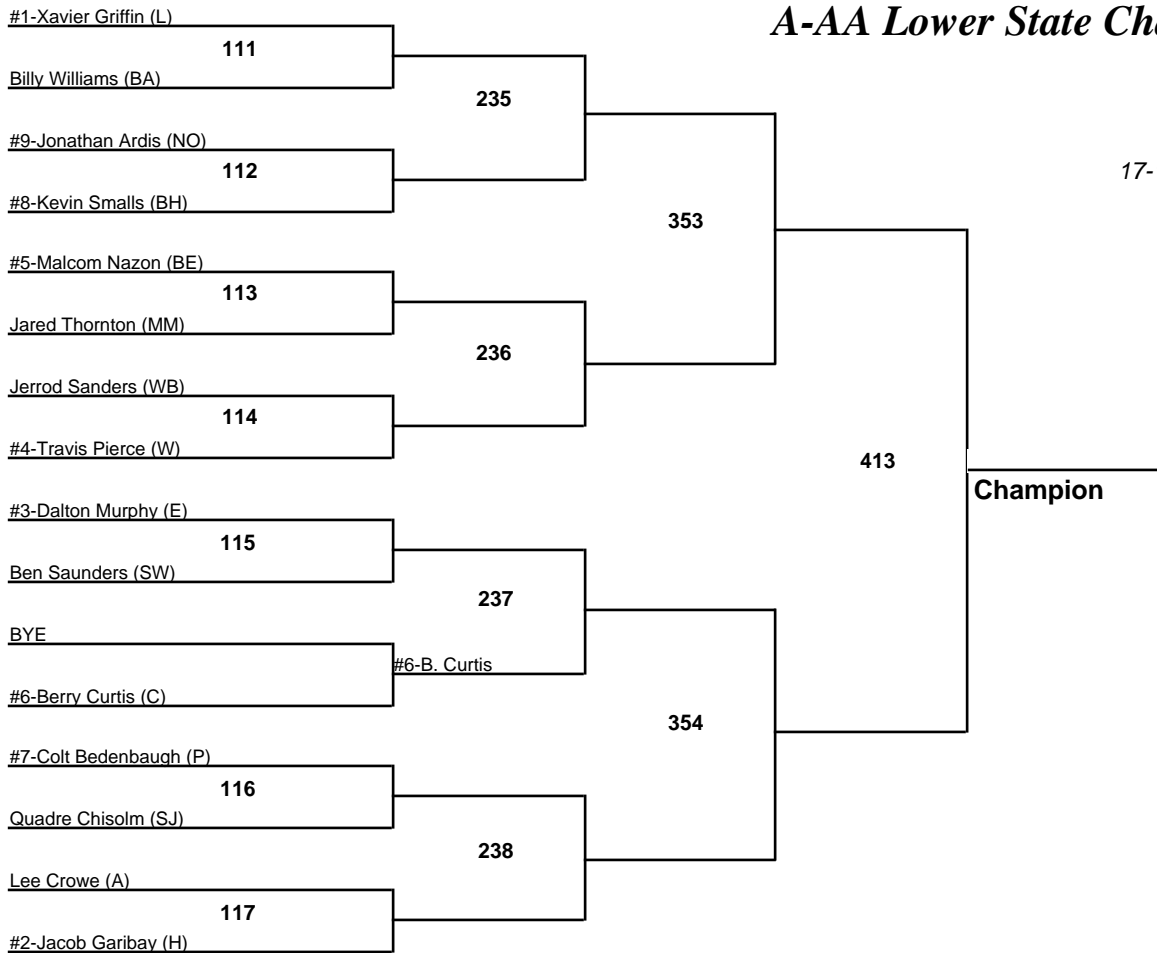 A-AA Lower State Cha
17-
#1-Xavier Griffin (L)
111
Billy Williams (BA)
235
#9-Jonathan Ardis (NO)
112
#8-Kevin Smalls (BH)
353
#5-Malcom Nazon (BE)
113
Jared Thornton (MM)
236
Jerrod Sanders (WB)
114
#4-Travis Pierce (W)
413
Champion
#3-Dalton Murphy (E)
115
Ben Saunders (SW)
237
BYE
#6-B. Curtis
#6-Berry Curtis (C)
354
#7-Colt Bedenbaugh (P)
116
Quadre Chisolm (SJ)
238
Lee Crowe (A)
117
#2-Jacob Garibay (H)